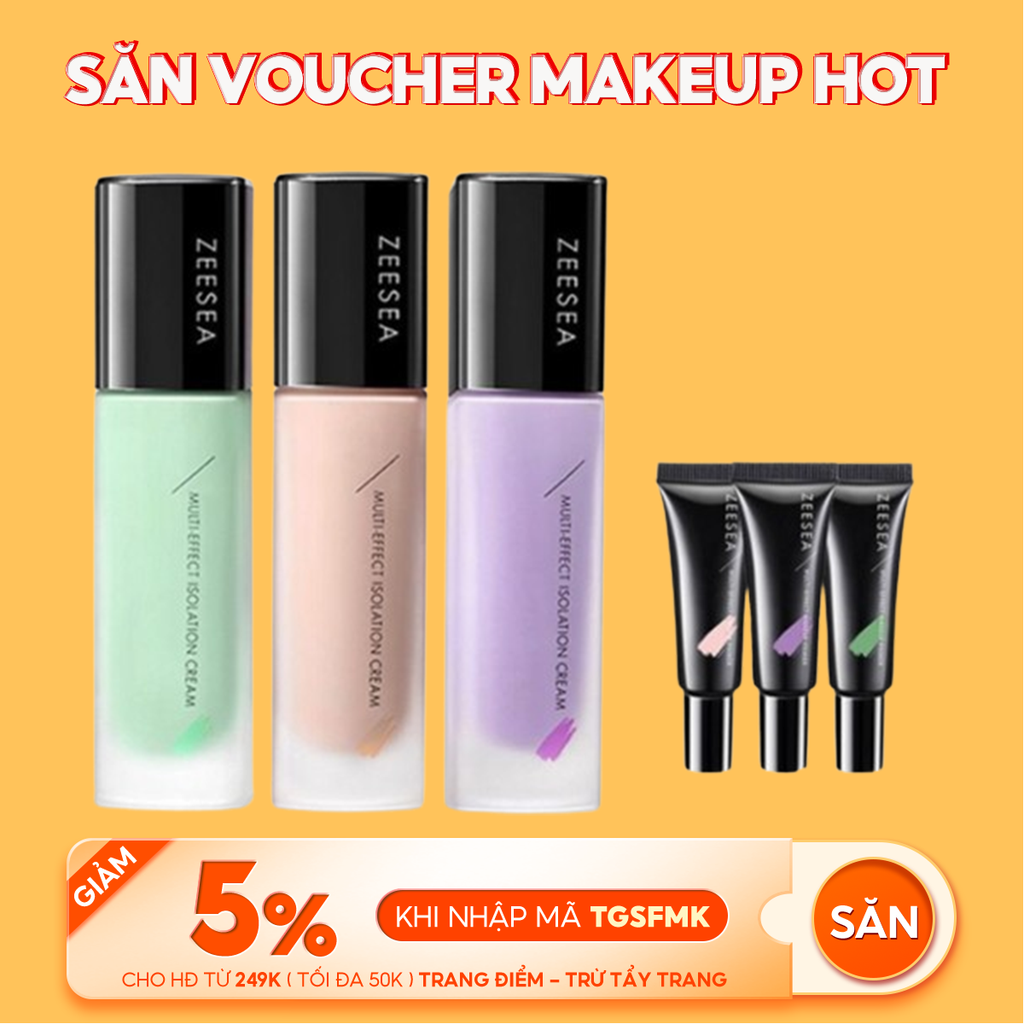 SĂN VOUCHER MAKEUP HOT
ZEESEA
MULTI-EFFECT ISOLATION CREAM
ZEESEA
MULTI-EFFECT ISOLATION CREAM
ZEESEA
MULTI-EFFECT ISOLATION CREAM
ZEESEA
ZEESEA
ZEESEA
GIẢM
5%
KHI NHẬP MÃ TGSFMK
SĂN
CHO HĐ TỪ 249K ( TỐI ĐA 50K ) TRANG ĐIỂM – TRỪ TẨY TRANG